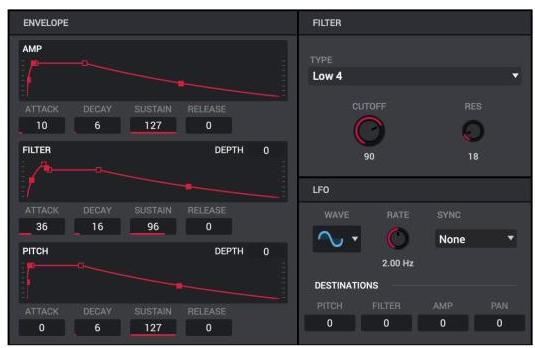 ENVELOPE
AMP
ATTACK DECAY SUSTAIN RELEASE
10 6 127 0
FILTER DEPTH 0
ATTACK DECAY SUSTAIN RELEASE
36 16 96 0
PITCH DEPTH 0
ATTACK DECAY SUSTAIN RELEASE
0 6 127 0
FILTER
TYPE
Low 4
CUTOFF RES
90 18
LFO
WAVE RATE SYNC
None
2.00 Hz
DESTINATIONS
PITCH FILTER AMP PAN
0 0 0 0